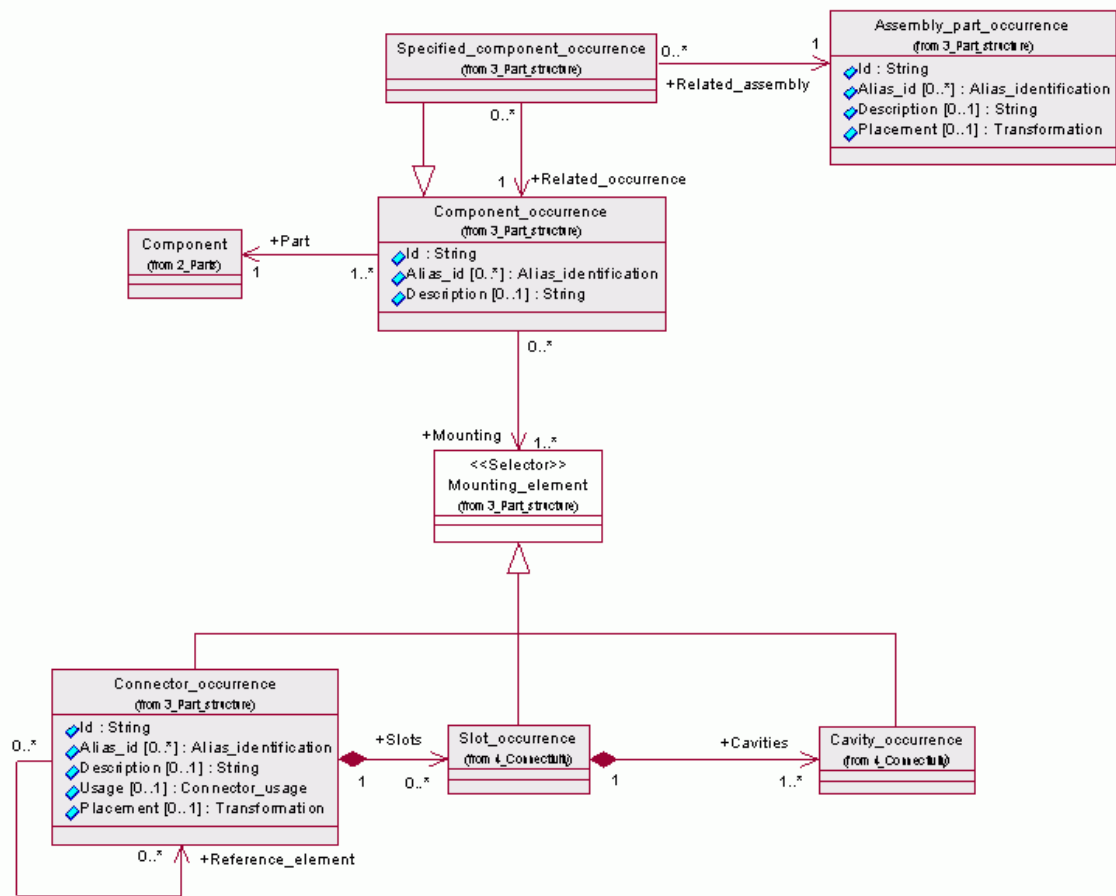 Specified_component_occurrence
(from 3_Part_structure)
0..*
1
+Related_assembly
Assembly_part_occurrence
(from 3_Part_structure)
Id : String
Alias_id [0..*] : Alias_identification
Description [0..1] : String
Placement [0..1] : Transformation
0..*
1
+Related_occurrence
Component_occurrence
(from 3_Part_structure)
Id : String
Alias_id [0..*] : Alias_identification
Description [0..1] : String
Component
(from 2_Parts)
+Part
1
1..*
0..*
+Mounting
1..*
<<Selector>>
Mounting_element
(from 3_Part_structure)
Connector_occurrence
(from 3_Part_structure)
Id : String
Alias_id [0..*] : Alias_identification
Description [0..1] : String
Usage [0..1] : Connector_usage
Placement [0..1] : Transformation
0..*
0..*
+Reference_element
+Slots
1
0..*
Slot_occurrence
(from 4_Connectivity)
+Cavities
1
1..*
Cavity_occurrence
(from 4_Connectivity)